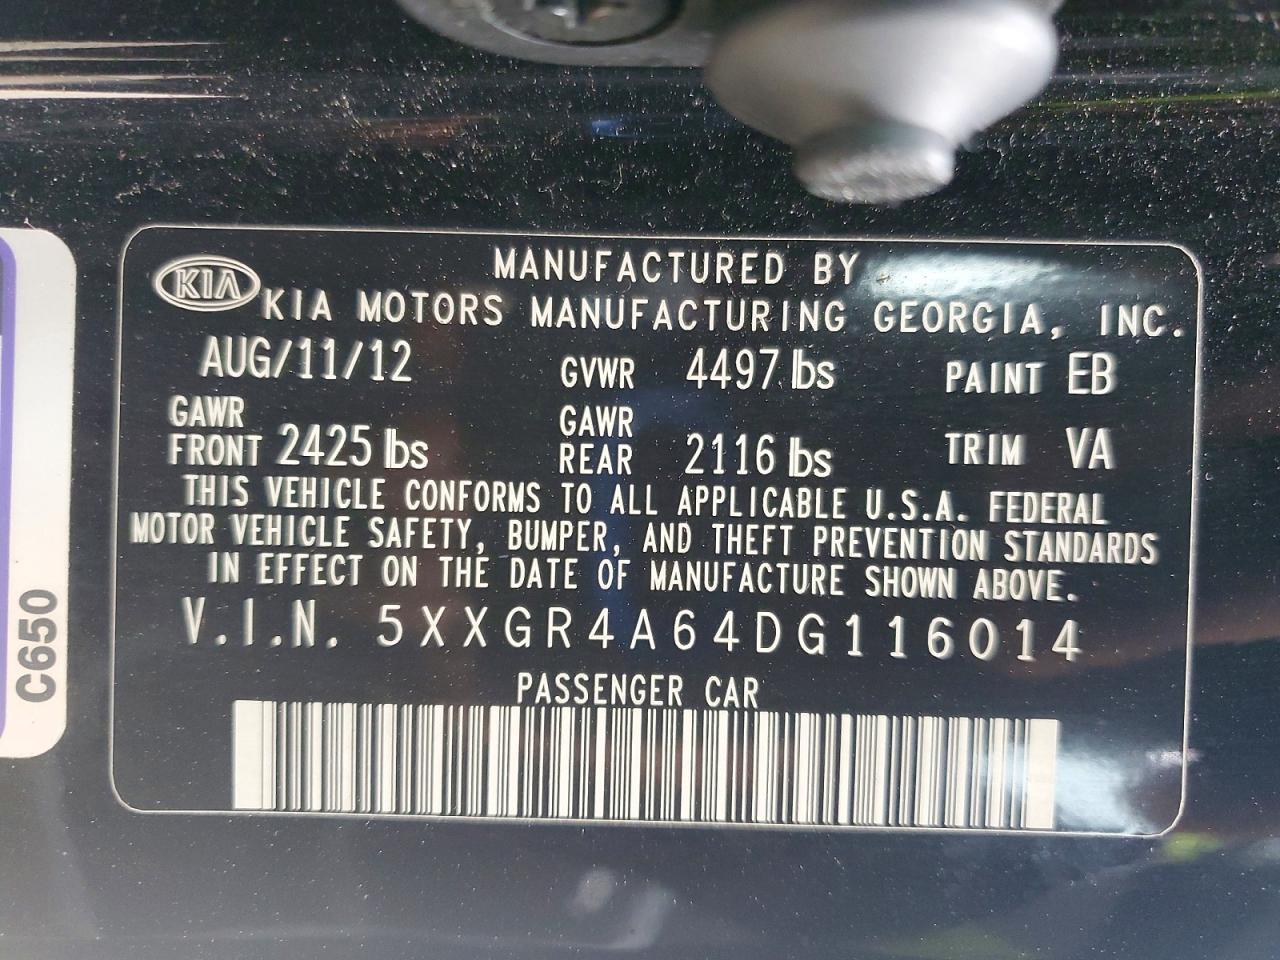 KIA
MANUFACTURED BY
KIA MOTORS MANUFACTURING GEORGIA, INC.
AUG/11/12 GVWR 4497 lbs PAINT EB
GAWR FRONT 2425 lbs GAWR REAR 2116 lbs TRIM VA
THIS VEHICLE CONFORMS TO ALL APPLICABLE U.S.A. FEDERAL
MOTOR VEHICLE SAFETY, BUMPER, AND THEFT PREVENTION STANDARDS
IN EFFECT ON THE DATE OF MANUFACTURE SHOWN ABOVE.
V.I.N. 5XXGR4A64DG116014
PASSENGER CAR
C650